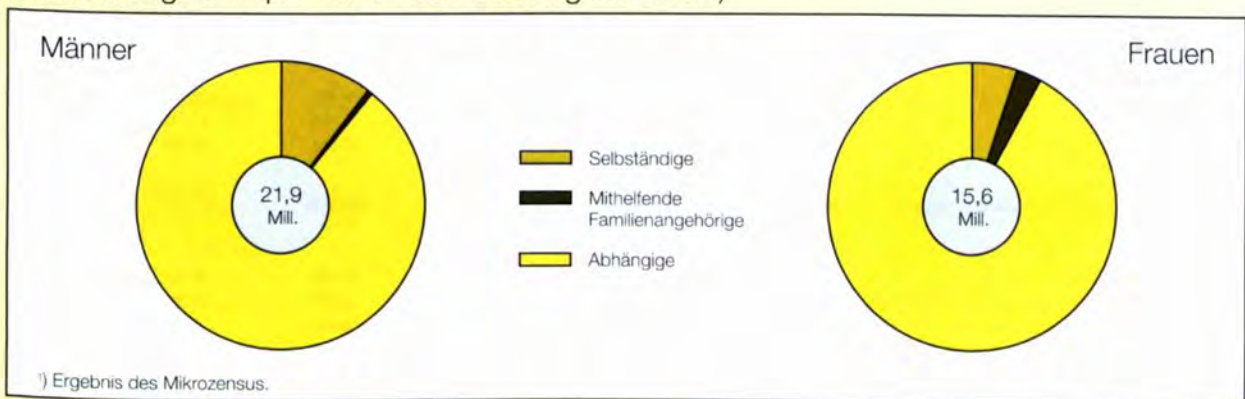 Männer
Frauen
21,9
Mill.
Selbständige
Mithelfende
Familienangehörige
Abhängige
15,6
Mill.
¹) Ergebnis des Mikrozensus.